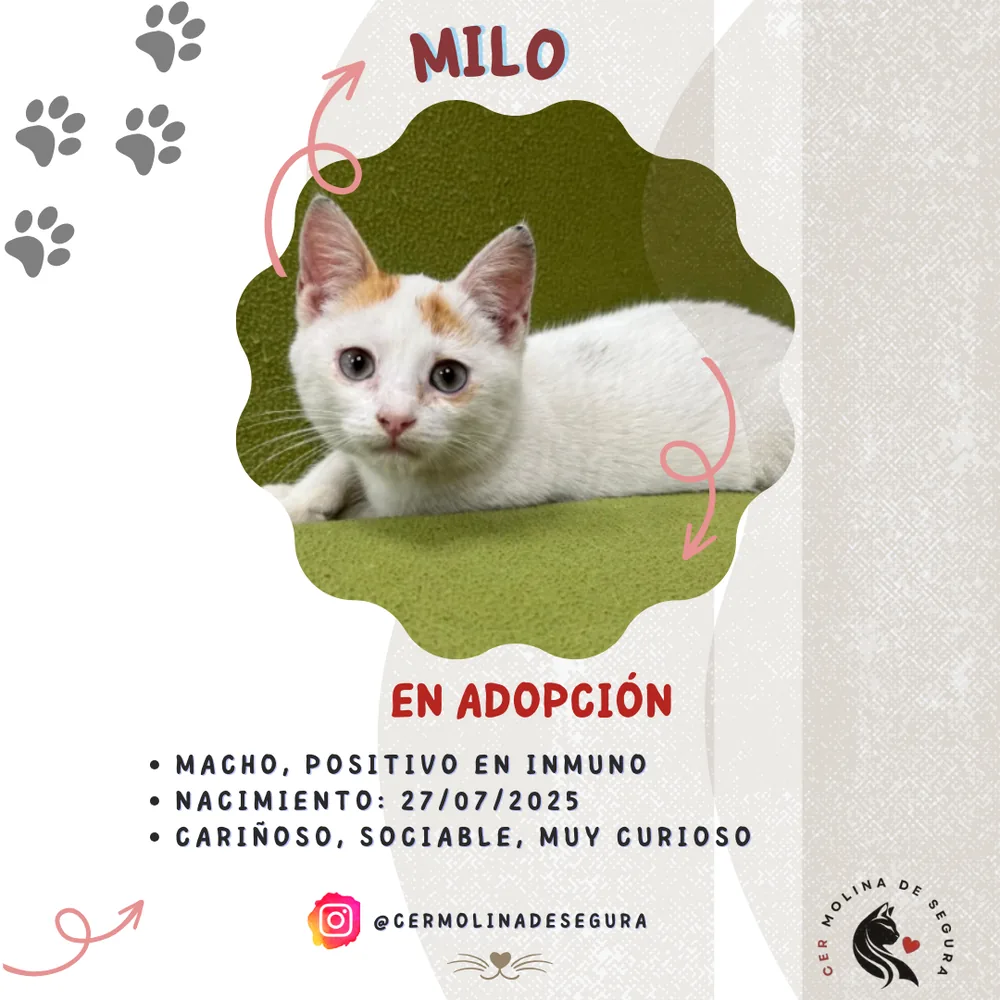 MILO
EN ADOPCIÓN
• MACHO, POSITIVO EN INMUNO
• NACIMIENTO: 27/07/2025
• CARIÑOSO, SOCIABLE, MUY CURIOSO
@CERMOLINADESEGURA
CER MOLINA DE SEGURA